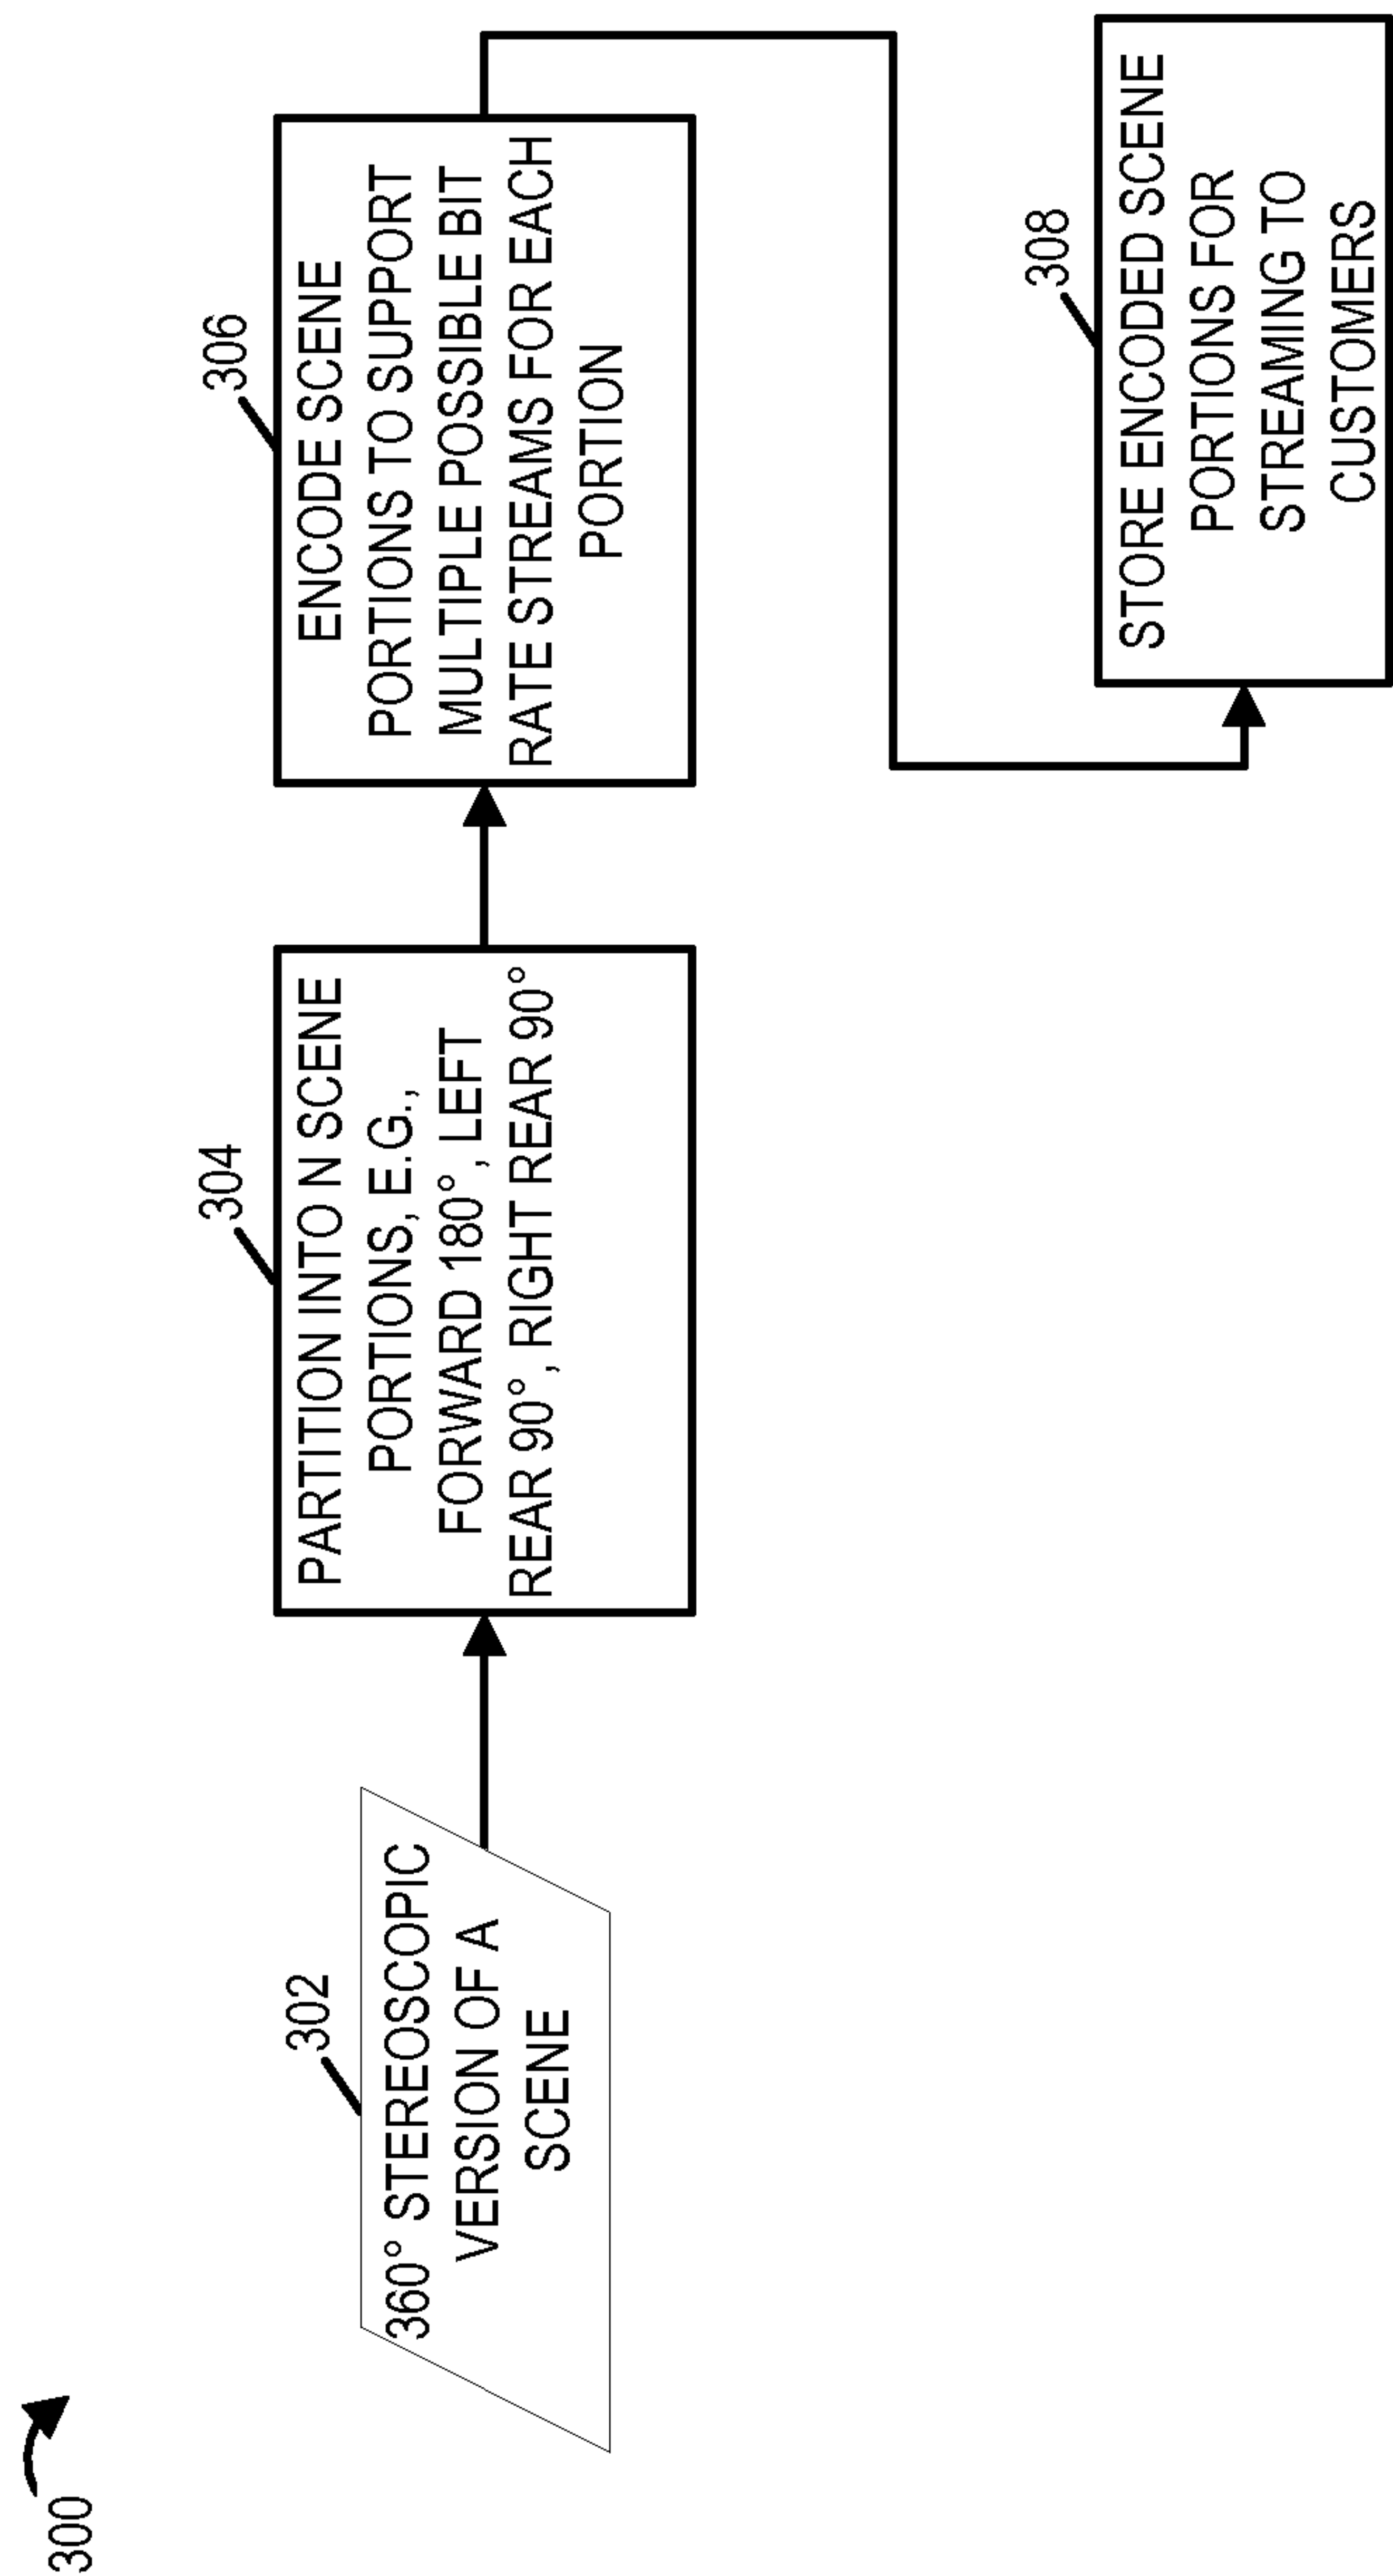 300
302
360° STEREOSCOPIC
VERSION OF A
SCENE
304
PARTITION INTO N SCENE
PORTIONS, E.G.,
FORWARD 180°, LEFT
REAR 90°, RIGHT REAR 90°
306
ENCODE SCENE
PORTIONS TO SUPPORT
MULTIPLE POSSIBLE BIT
RATE STREAMS FOR EACH
PORTION
308
STORE ENCODED SCENE
PORTIONS FOR
STREAMING TO
CUSTOMERS